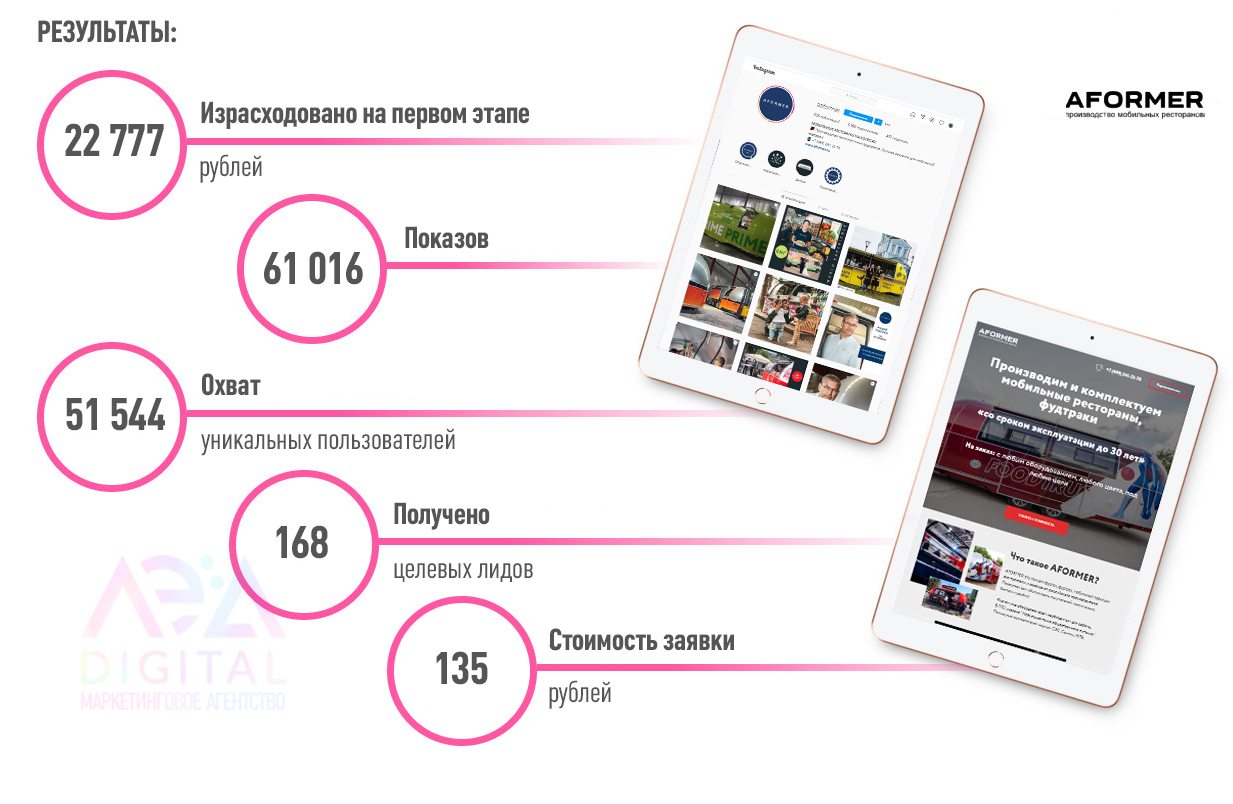 РЕЗУЛЬТАТЫ:
22 777
Израсходовано на первом этапе
рублей
61 016
Показов
51 544
Охват
уникальных пользователей
168
Получено
целевых лидов
135
Стоимость заявки
рублей
DIGITAL
МАРКЕТИНГОВОЕ АГЕНТСТВО
Instagram
AFORMER
PRIME
AFORMER
производство мобильных ресторанов
AFORMER
Производим и комплектуем
мобильные рестораны,
фудтраки
«со сроком эксплуатации до 30 лет»
На заказ: с любым оборудованием, любого цвета, под
любые цели
УЗНАТЬ СТОИМОСТЬ
Что такое AFORMER?